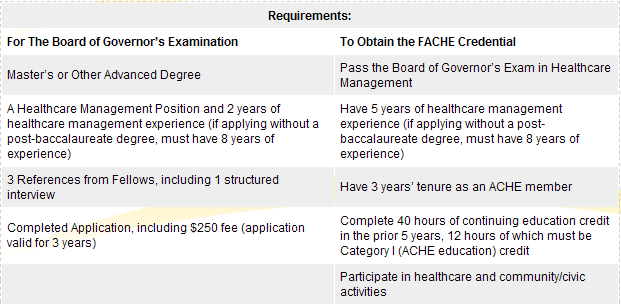 Requirements:
For The Board of Governor's Examination
To Obtain the FACHE Credential
Master's or Other Advanced Degree
Pass the Board of Governor's Exam in Healthcare
Management
A Healthcare Management Position and 2 years of
healthcare management experience (if applying without a
post-baccalaureate degree, must have 8 years of
experience)
Have 5 years of healthcare management
experience (if applying without a post-
baccalaureate degree, must have 8 years of
experience)
3 References from Fellows, including 1 structured
interview
Have 3 years' tenure as an ACHE member
Completed Application, including $250 fee (application
valid for 3 years)
Complete 40 hours of continuing education credit
in the prior 5 years, 12 hours of which must be
Category I (ACHE education) credit
Participate in healthcare and community/civic
activities